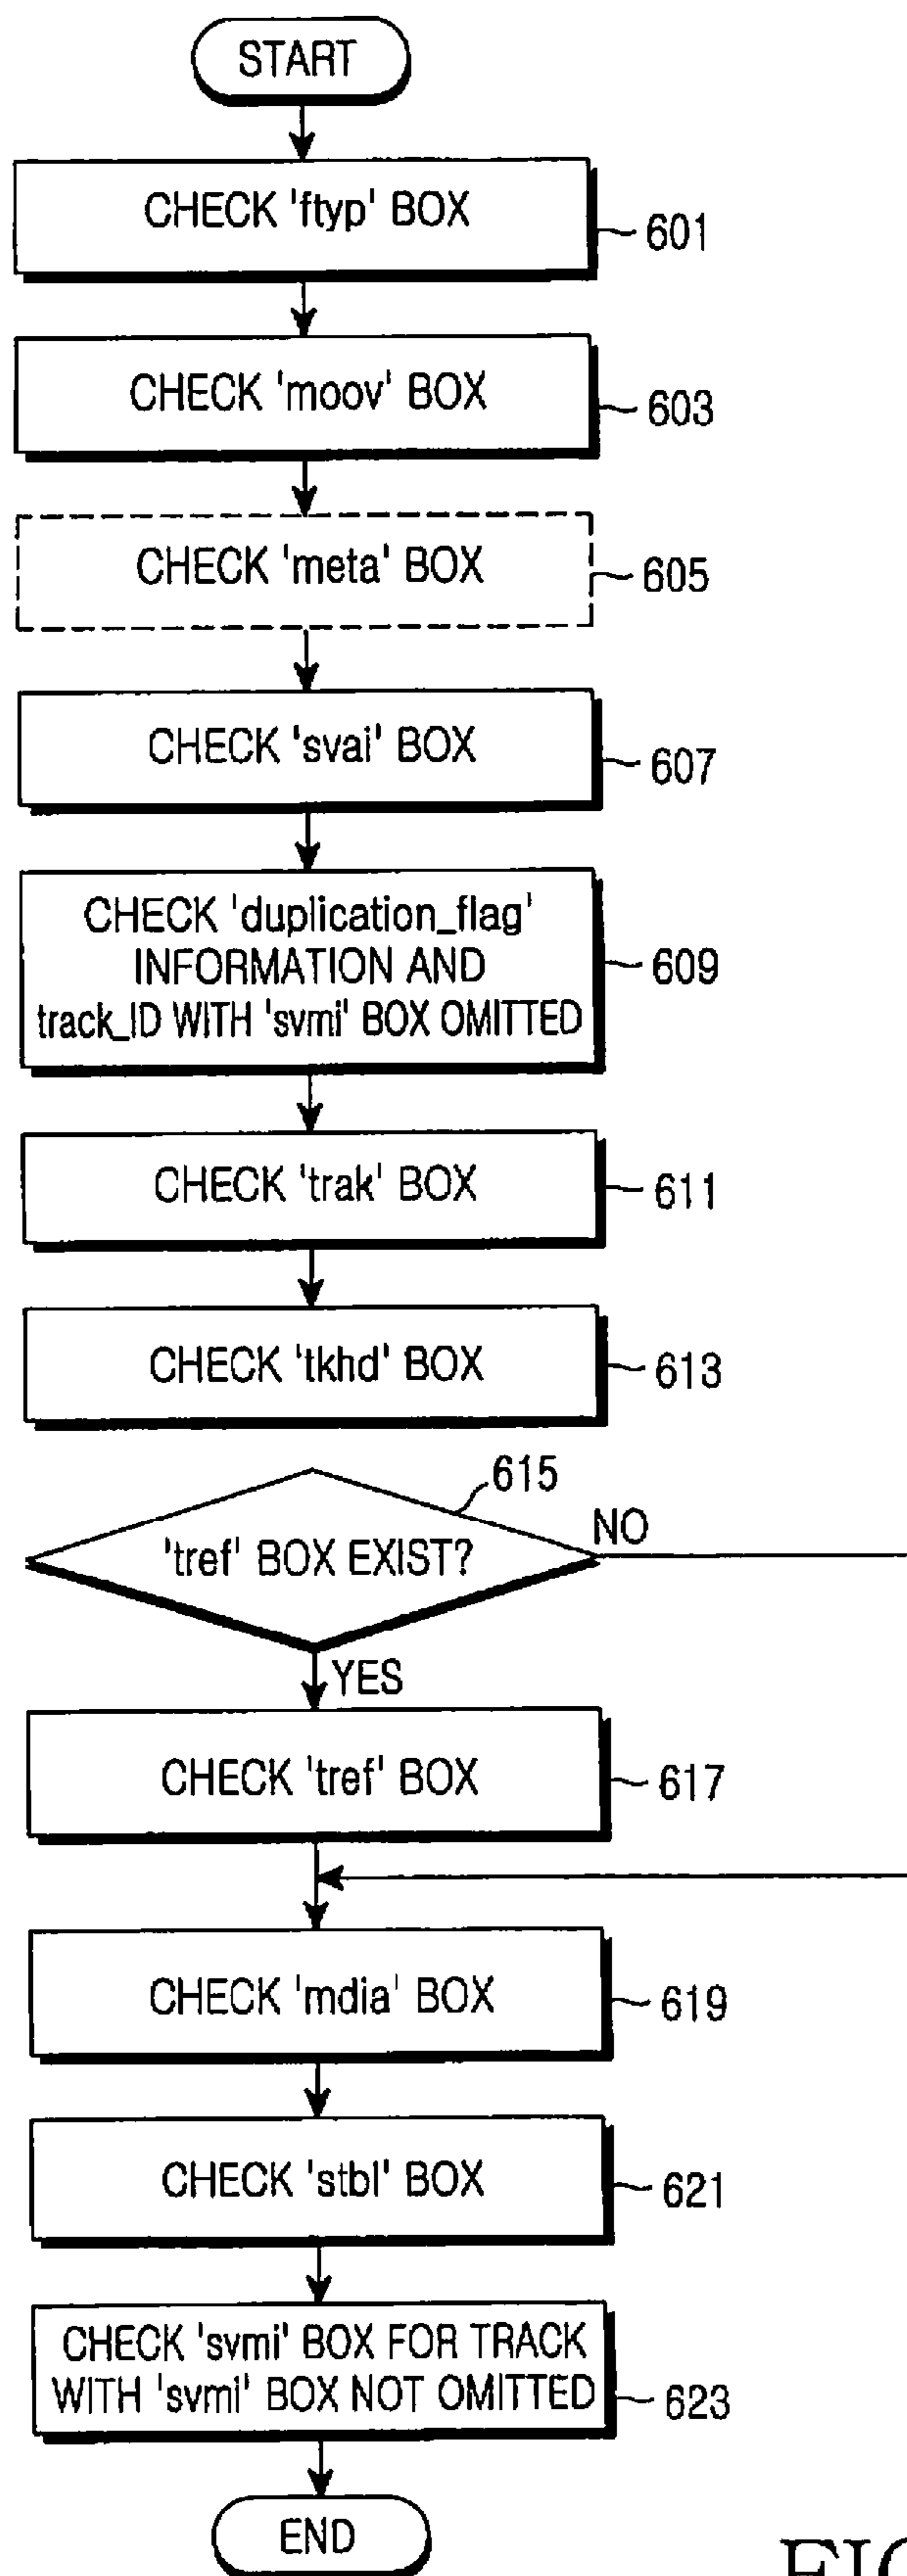 START
CHECK 'ftyp' BOX
601
CHECK 'moov' BOX
603
CHECK 'meta' BOX
605
CHECK 'svai' BOX
607
CHECK 'duplication_flag'
INFORMATION AND
track_ID WITH 'svmi' BOX OMITTED
609
CHECK 'trak' BOX
611
CHECK 'tkhd' BOX
613
615
'tref' BOX EXIST?
NO
YES
CHECK 'tref' BOX
617
CHECK 'mdia' BOX
619
CHECK 'stbl' BOX
621
CHECK 'svmi' BOX FOR TRACK
WITH 'svmi' BOX NOT OMITTED
623
END